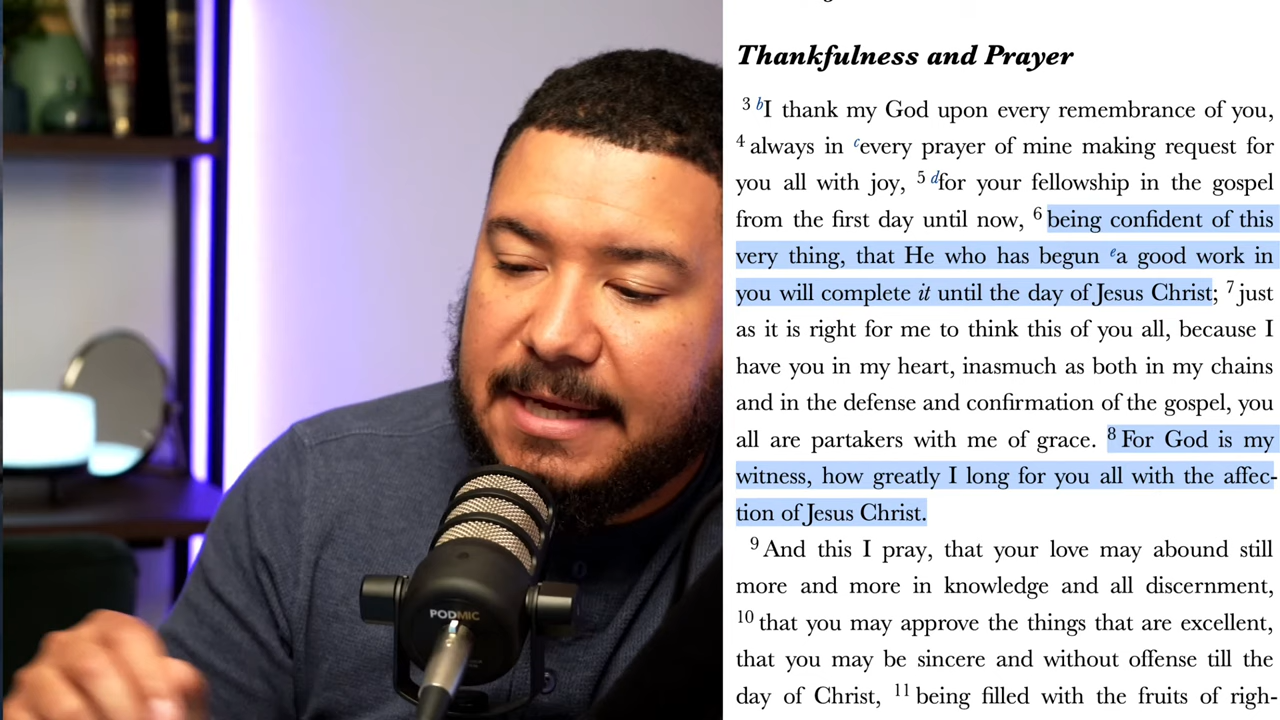 Thankfulness and Prayer
3 bI thank my God upon every remembrance of you,
4 always in cevery prayer of mine making request for
you all with joy, 5 dfor your fellowship in the gospel
from the first day until now, 6 being confident of this
very thing, that He who has begun ea good work in
you will complete it until the day of Jesus Christ; 7 just
as it is right for me to think this of you all, because I
have you in my heart, inasmuch as both in my chains
and in the defense and confirmation of the gospel, you
all are partakers with me of grace. 8 For God is my
witness, how greatly I long for you all with the affec-
tion of Jesus Christ.
9 And this I pray, that your love may abound still
more and more in knowledge and all discernment,
10 that you may approve the things that are excellent,
that you may be sincere and without offense till the
day of Christ, 11 being filled with the fruits of righ-
PODMIC